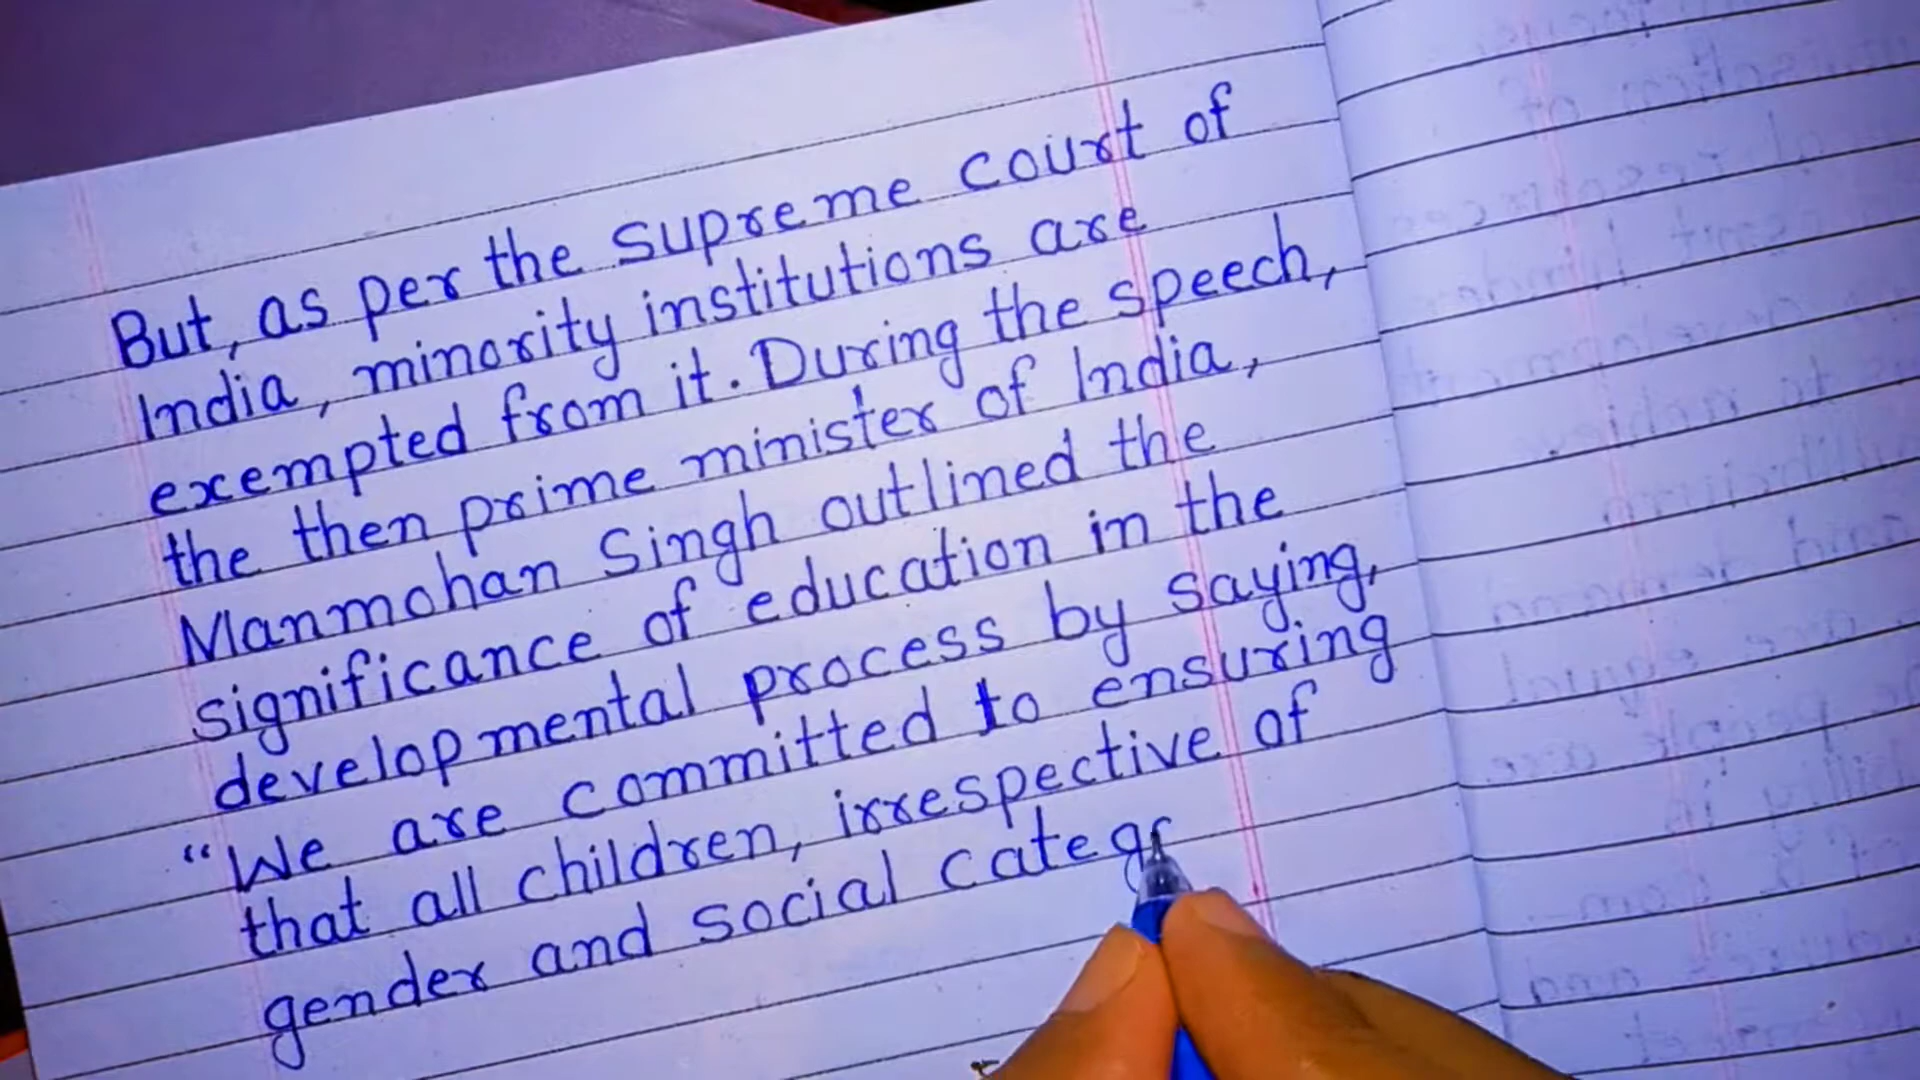 But, as per the supreme court of
India, minority institutions are
exempted from it. During the speech,
the then prime minister of India,
Manmohan Singh outlined the
significance of education in the
developmental process by saying,
“We are committed to ensuring
that all children, irrespective of
gender and social categ